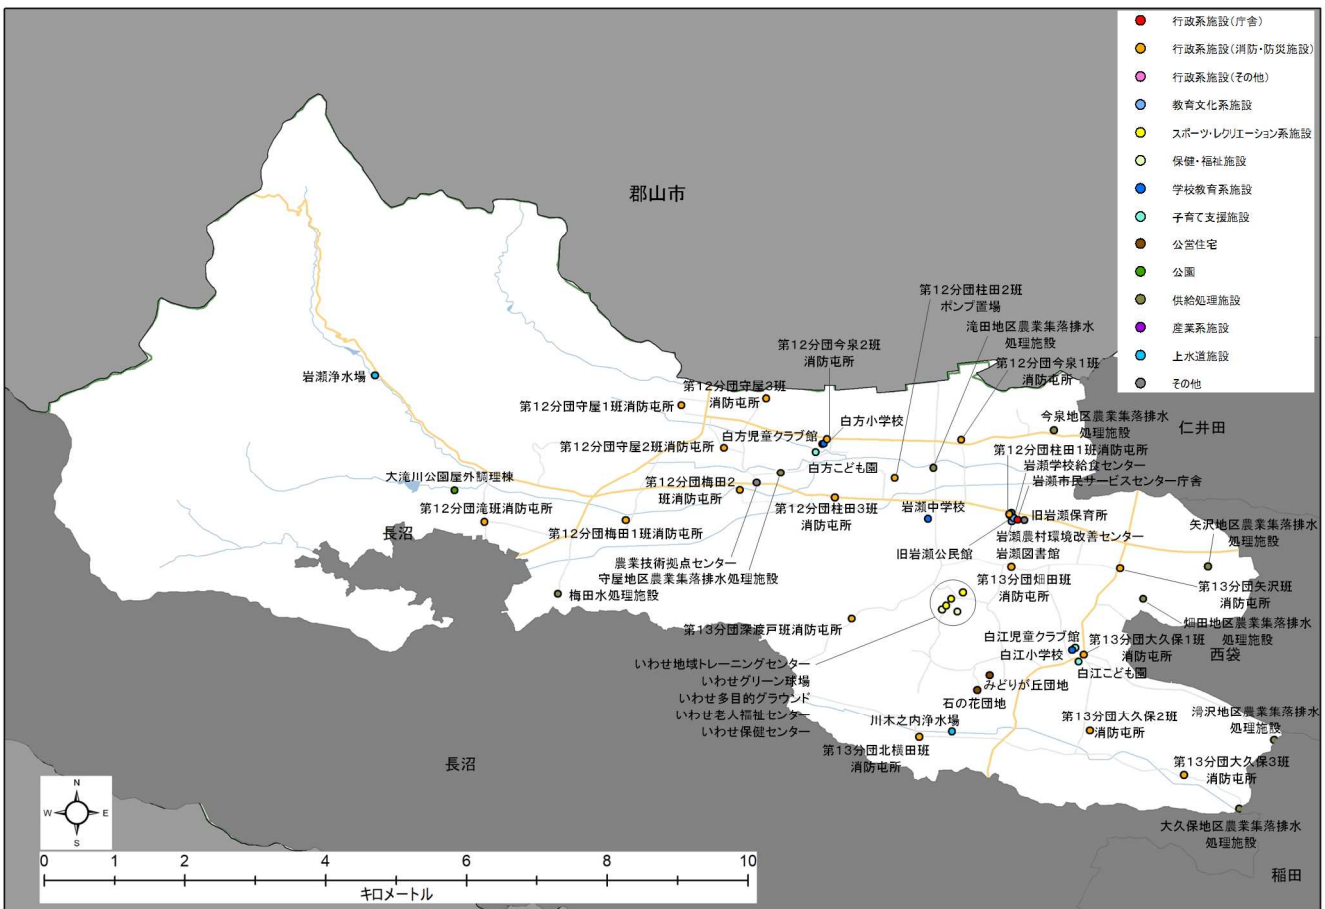 行政系施設(庁舎)
行政系施設(消防・防災施設)
行政系施設(その他)
教育文化系施設
スポーツ・レクリエーション系施設
保健・福祉施設
学校教育系施設
子育て支援施設
公営住宅
公園
供給処理施設
産業系施設
上水道施設
その他
郡山市
第12分団柱田2班
ポンプ置場
滝田地区農業集落排水
処理施設
第12分団今泉2班
消防屯所
第12分団今泉1班
消防屯所
岩瀬浄水場
第12分団守屋3班
消防屯所
第12分団守屋1班消防屯所
今泉地区農業集落排水
処理施設
仁井田
白方小学校
白方児童クラブ館
第12分団守屋2班消防屯所
白方こども園
第12分団柱田1班消防屯所
岩瀬学校給食センター
岩瀬市民サービスセンター庁舎
大滝川公園屋外調理棟
第12分団梅田2
班消防屯所
第12分団滝班消防屯所
第12分団柱田3班
消防屯所
岩瀬中学校
旧岩瀬保育所
矢沢地区農業集落排水
処理施設
長沼
第12分団梅田1班消防屯所
岩瀬農村環境改善センター
旧岩瀬公民館
岩瀬図書館
農業技術拠点センター
守屋地区農業集落排水処理施設
梅田水処理施設
第13分団畑田班
消防屯所
第13分団矢沢班
消防屯所
第13分団深渡戸班消防屯所
畑田地区農業集落排水
処理施設
白江児童クラブ館
第13分団大久保1班
消防屯所
白江小学校
西袋
白江こども園
いわせ地域トレーニングセンター
いわせグリーン球場
いわせ多目的グラウンド
いわせ老人福祉センター
いわせ保健センター
みどりが丘団地
石の花団地
川木之内浄水場
第13分団大久保2班
消防屯所
滑沢地区農業集落排水
処理施設
第13分団北横田班
消防屯所
長沼
第13分団大久保3班
消防屯所
大久保地区農業集落排水
処理施設
稲田
N
W
E
S
0 1 2 4 6 8 10
キロメートル